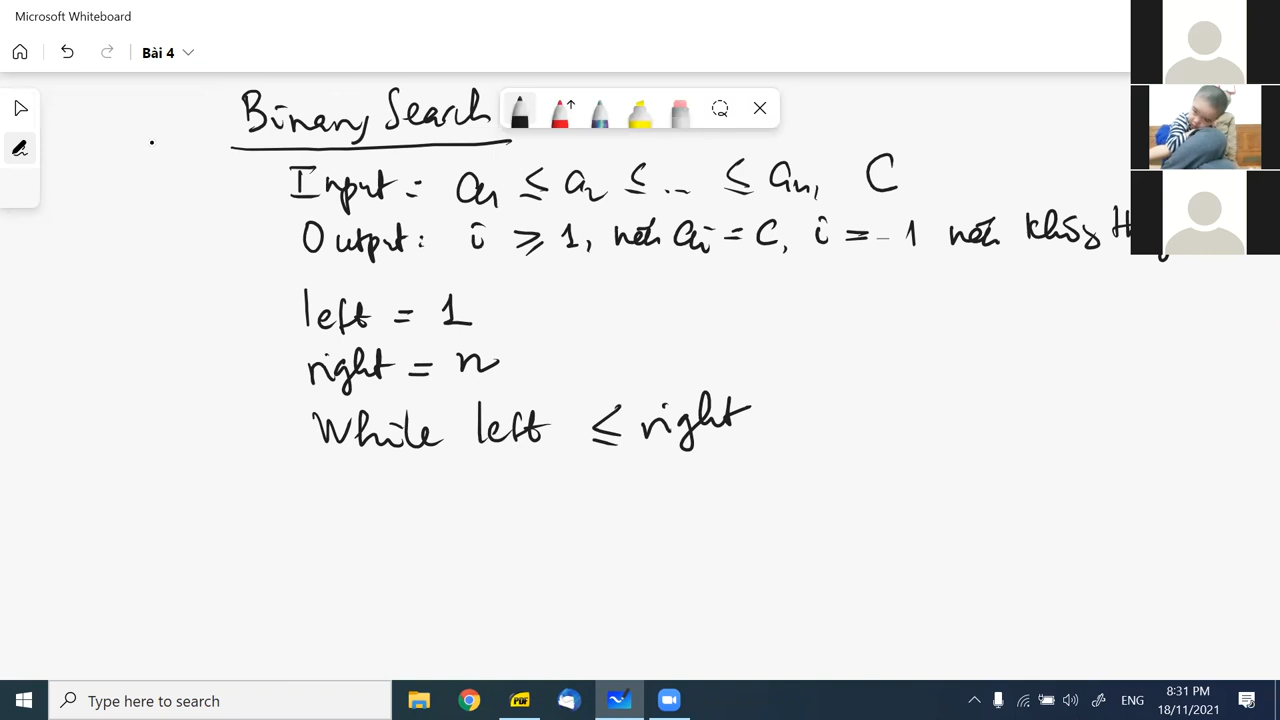 Microsoft Whiteboard
Bài 4
Binary Search
Input: a1 ≤ a2 ≤ ... ≤ an, C
Output: i ≥ 1, nếu ai = C, i = -1 nếu không
left = 1
right = n
While left ≤ right
Type here to search
PDF
ENG
8:31 PM
18/11/2021